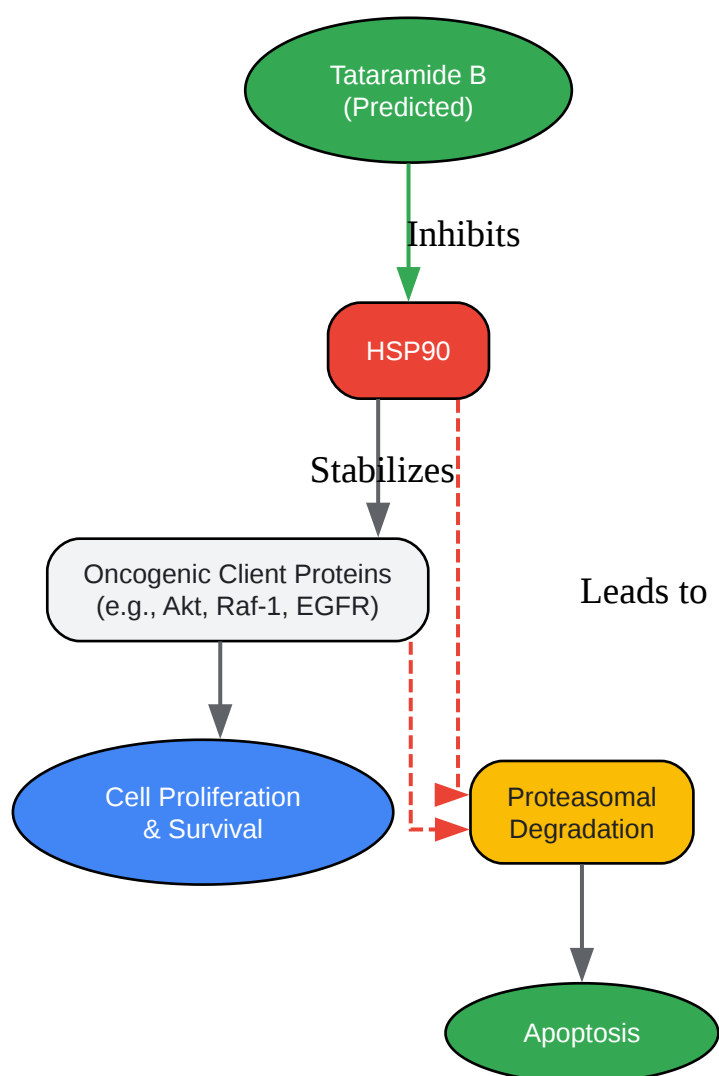 Tataramide B
(Predicted)
Inhibits
HSP90
Stabilizes
Oncogenic Client Proteins
(e.g., Akt, Raf-1, EGFR)
Leads to
Cell Proliferation
& Survival
Proteasomal
Degradation
Apoptosis